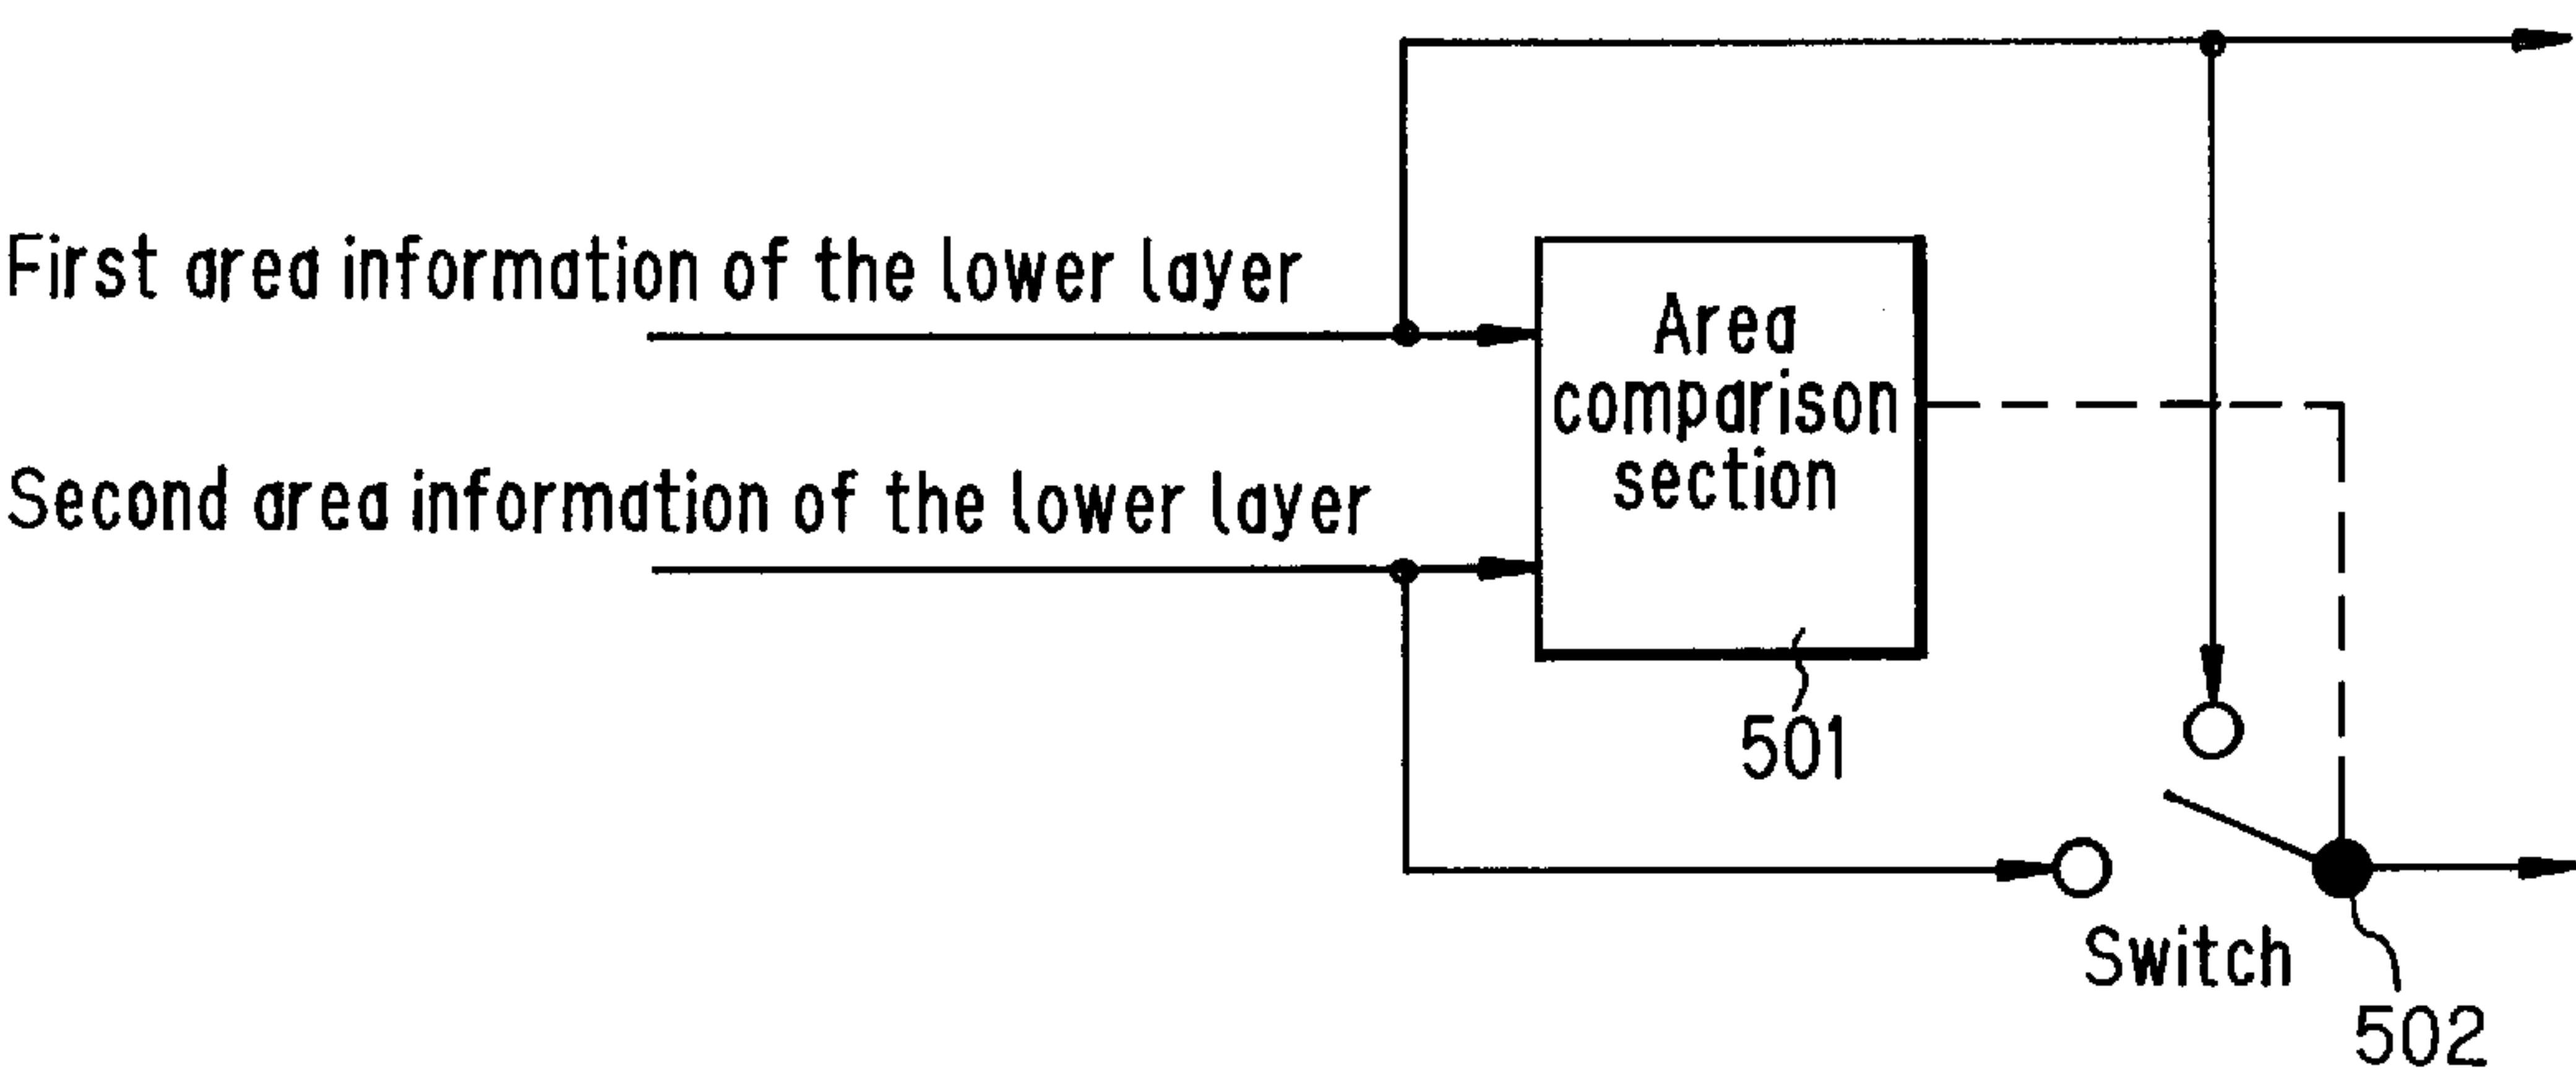 First area information of the lower layer
Area
comparison
section
Second area information of the lower layer
501
Switch
502